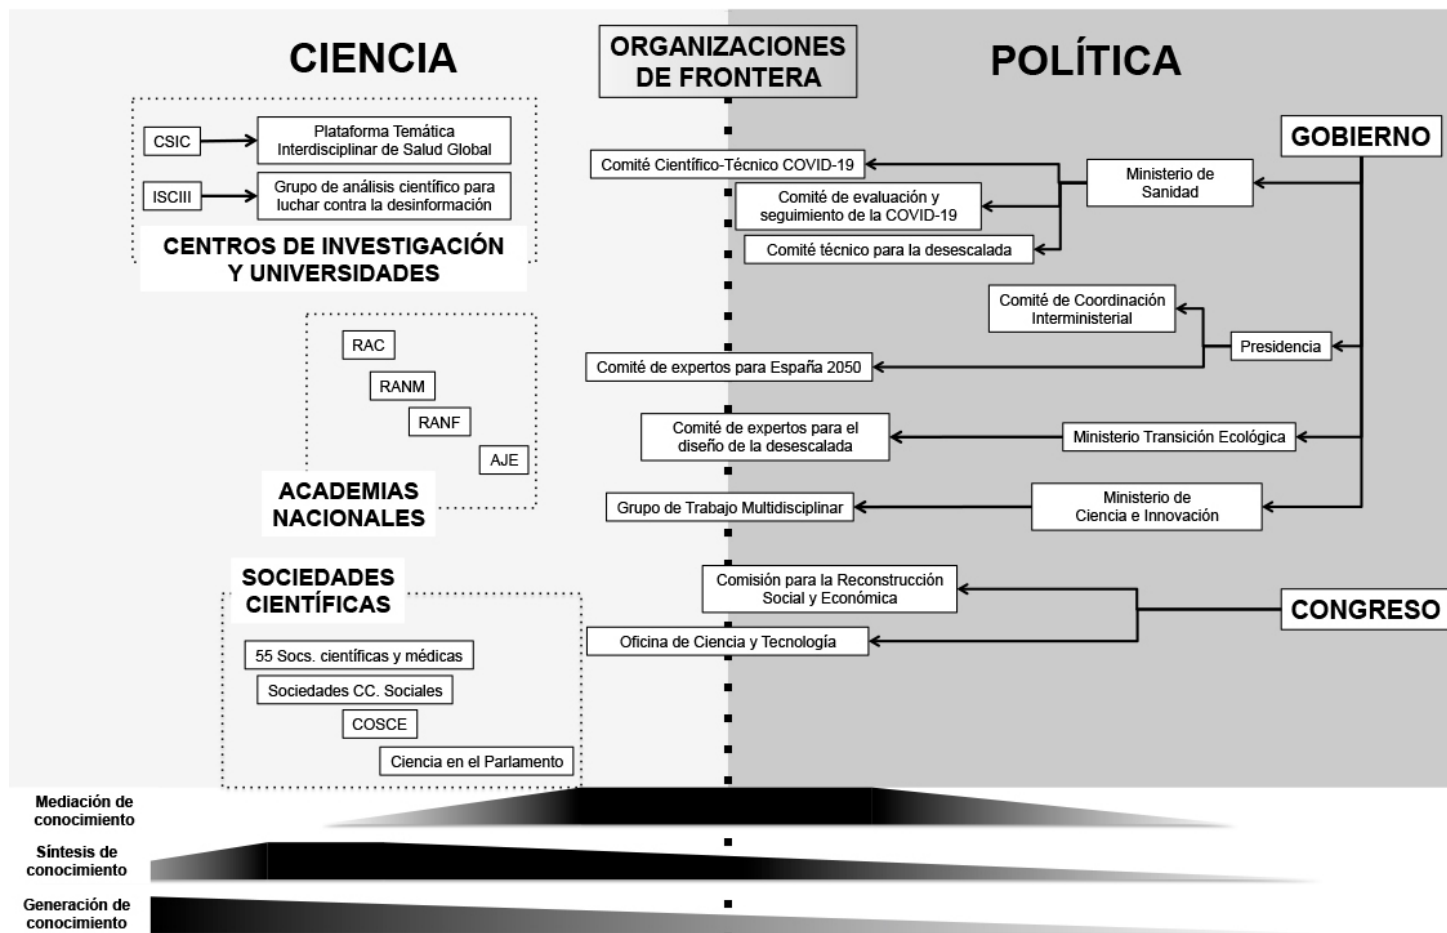 CIENCIA
ORGANIZACIONES
DE FRONTERA
POLÍTICA
CSIC
Plataforma Temática
Interdisciplinar de Salud Global
ISCIII
Grupo de análisis científico para
luchar contra la desinformación
CENTROS DE INVESTIGACIÓN
Y UNIVERSIDADES
RAC
RANM
RANF
AJE
ACADEMIAS
NACIONALES
SOCIEDADES
CIENTÍFICAS
55 Socs. científicas y médicas
Sociedades CC. Sociales
COSCE
Ciencia en el Parlamento
GOBIERNO
Ministerio de
Sanidad
Comité Científico-Técnico COVID-19
Comité de evaluación y
seguimiento de la COVID-19
Comité técnico para la desescalada
Comité de Coordinación
Interministerial
Presidencia
Comité de expertos para España 2050
Comité de expertos para el
diseño de la desescalada
Ministerio Transición Ecológica
Grupo de Trabajo Multidisciplinar
Ministerio de
Ciencia e Innovación
Comisión para la Reconstrucción
Social y Económica
CONGRESO
Oficina de Ciencia y Tecnología
Mediación de
conocimiento
Síntesis de
conocimiento
Generación de
conocimiento